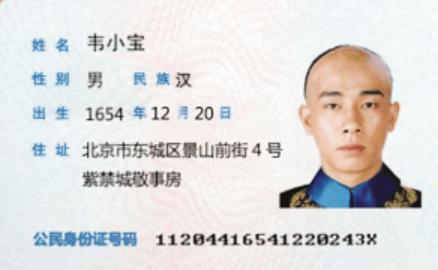 姓名 韦小宝
性别 男 民族 汉
出生 1654 年 12 月 20 日
住址 北京市东城区景山前街4号
紫禁城敬事房
公民身份证号码 11204416541220243X